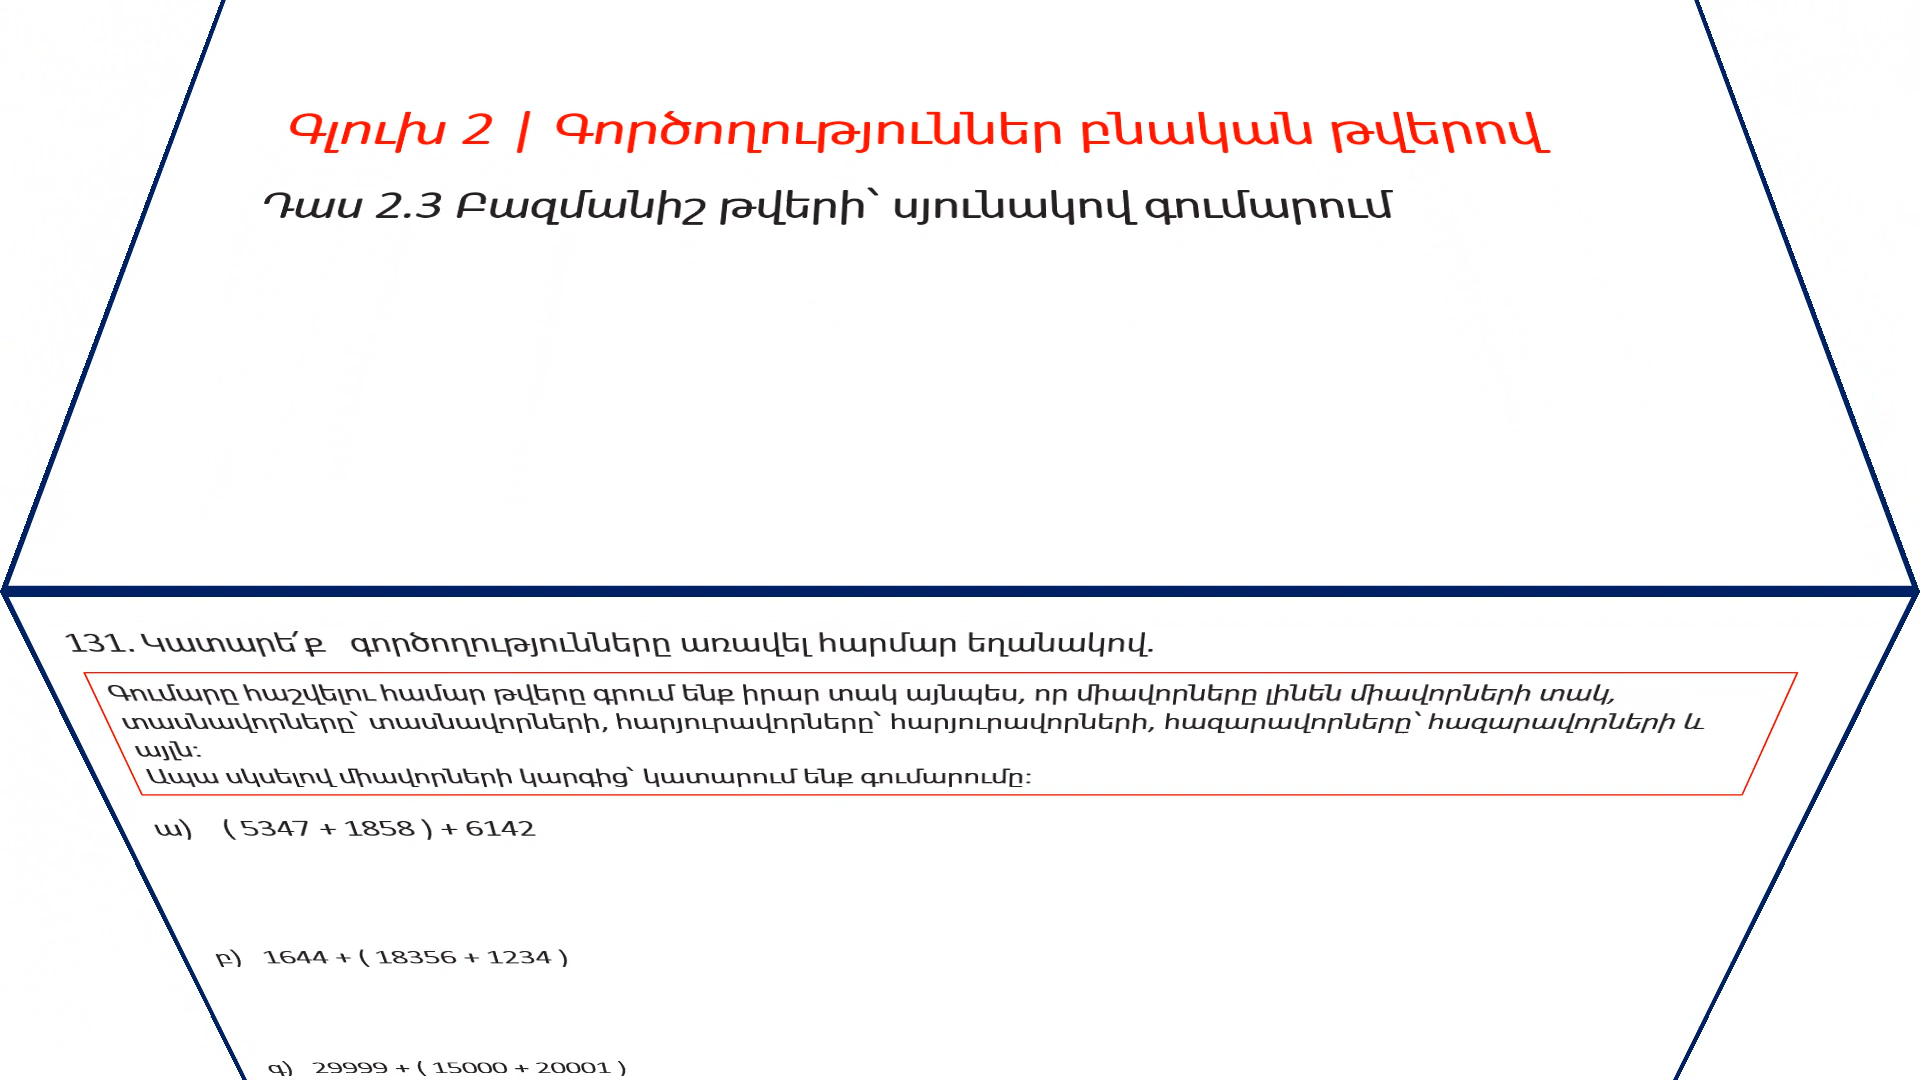 Գլուխ 2 | Գործողություններ բնական թվերով
Դաս 2.3 Բազմանիշ թվերի՝ սյունակով գումարում
131. Կատարե՛ք գործողությունները առավել հարմար եղանակով.
Գումարը հաշվելու համար թվերը գրում ենք իրար տակ այնպես, որ միավորները լինեն միավորների տակ,
տասնավորները՝ տասնավորների, հարյուրավորները՝ հարյուրավորների, հազարավորները՝ հազարավորների և
այլն:
Ապա սկսելով միավորների կարգից՝ կատարում ենք գումարումը:
ա) ( 5347 + 1858 ) + 6142
բ) 1644 + ( 18356 + 1234 )
գ) 29999 + ( 15000 + 20001 )